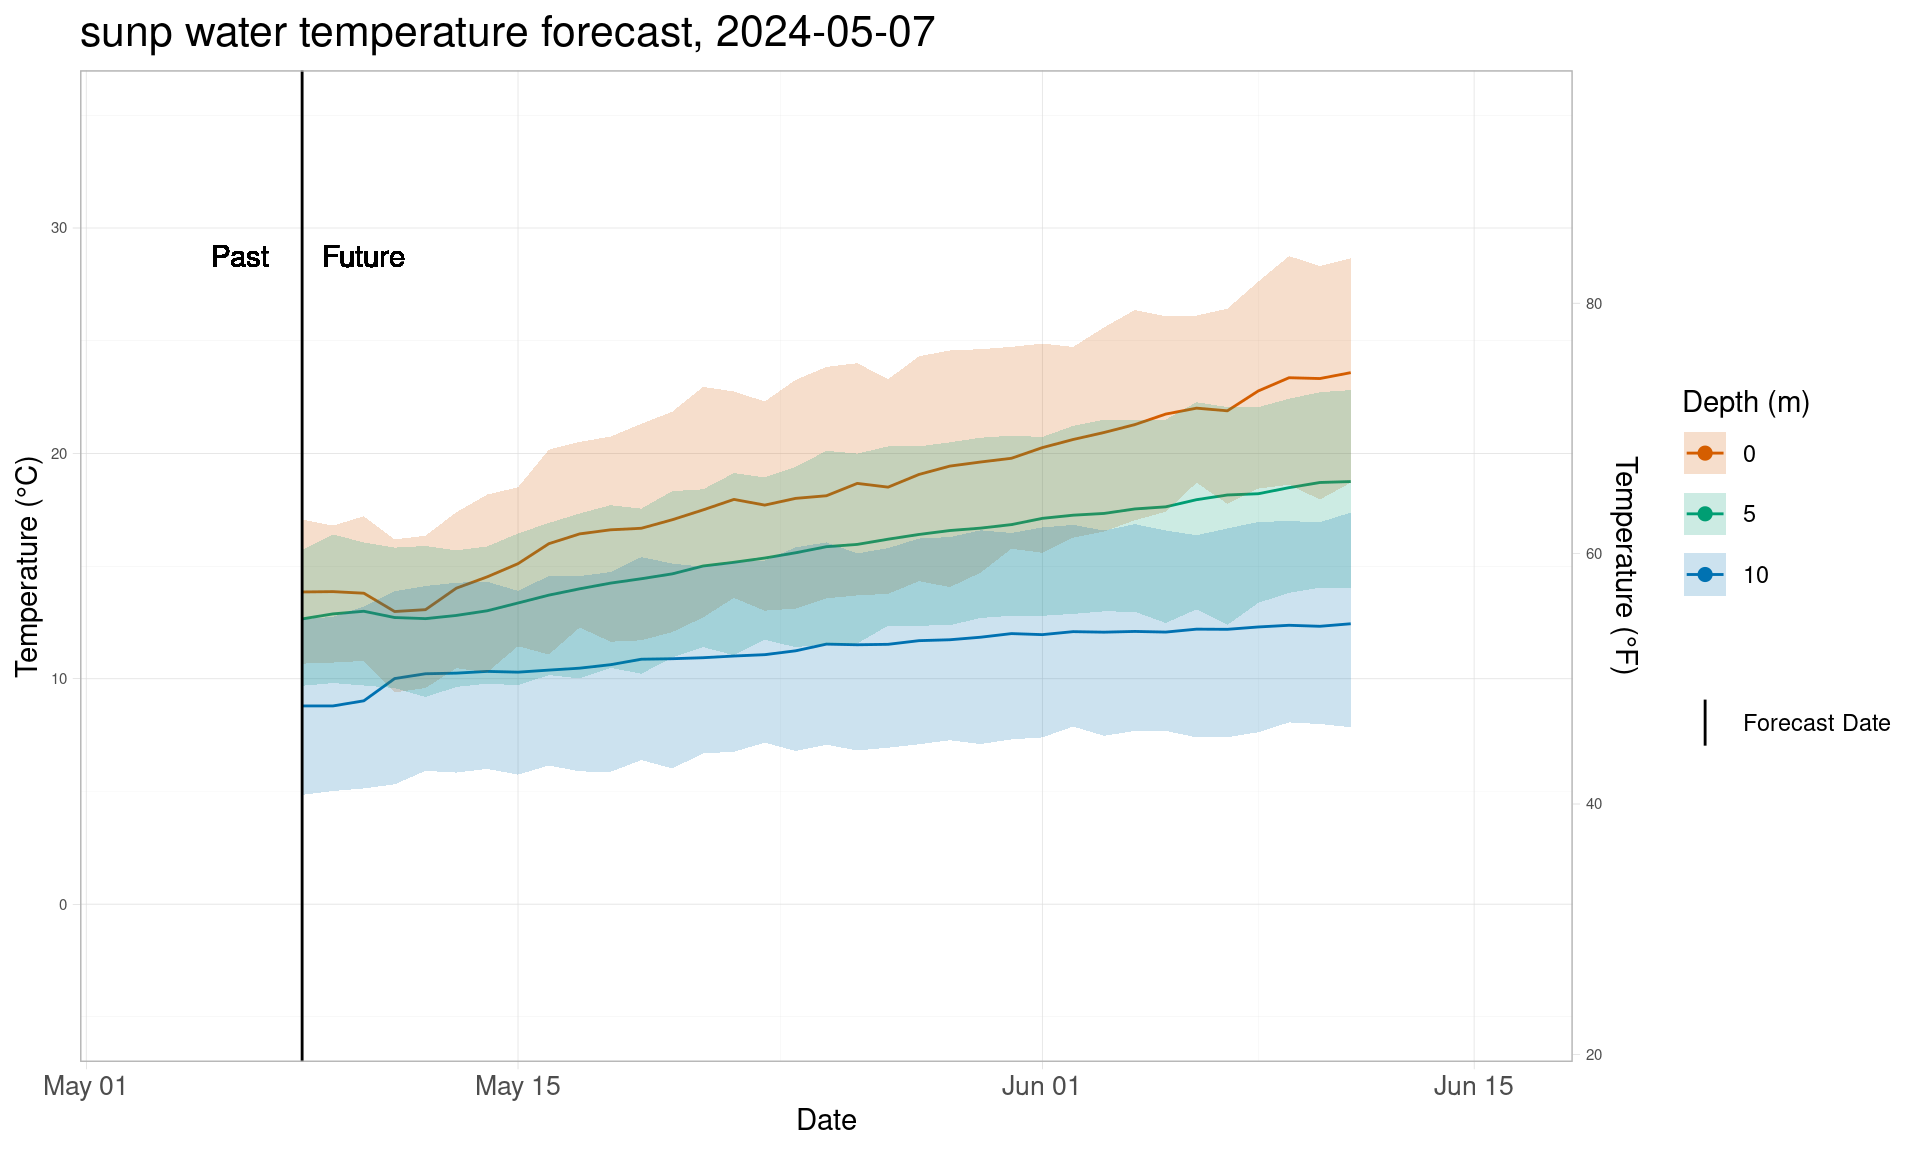 sunp water temperature forecast, 2024-05-07
Temperature (°C)
30
20
10
0
Past
Future
May 01
May 15
Jun 01
Jun 15
Date
80
60
40
20
Temperature (°F)
Depth (m)
0
5
10
Forecast Date